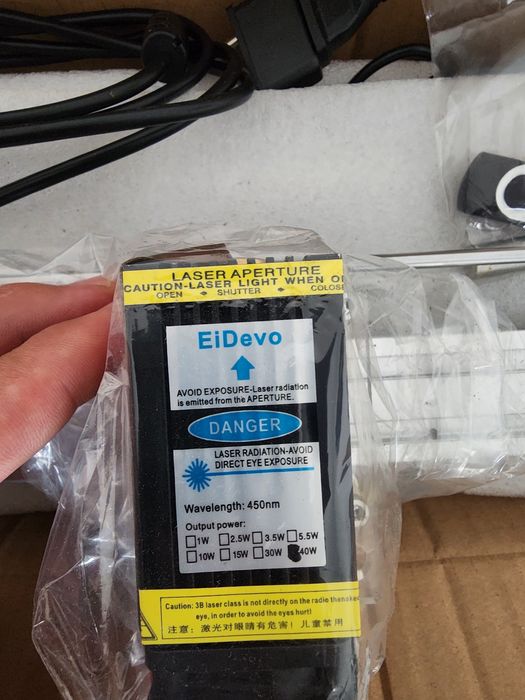 LASER APERTURE
CAUTION-LASER LIGHT WHEN
OPEN SHUTTER COLOSE
EiDevo
AVOID EXPOSURE-Laser radiation
is emitted from the APERTURE.
DANGER
LASER RADIATION-AVOID
DIRECT EYE EXPOSURE
Wavelength: 450nm
Output power:
1W 2.5W 3.5W 5.5W
10W 15W 30W 40W
Caution: 3B laser class is not directly on the radio thenaked
eye, in order to avoid the eyes hurt!
注意: 激光对眼睛有危害! 儿童禁用